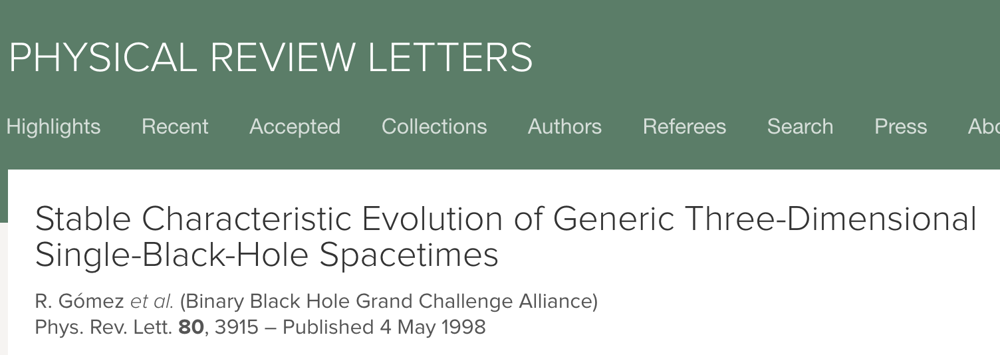 PHYSICAL REVIEW LETTERS
Highlights Recent Accepted Collections Authors Referees Search Press
Stable Characteristic Evolution of Generic Three-Dimensional
Single-Black-Hole Spacetimes
R. Gómez et al. (Binary Black Hole Grand Challenge Alliance)
Phys. Rev. Lett. 80, 3915 – Published 4 May 1998